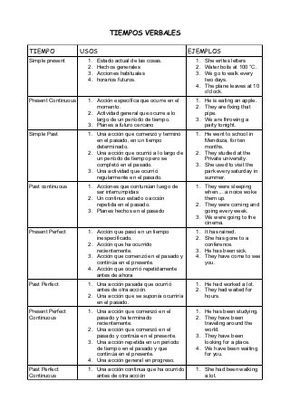 TIEMPOS VERBALES
TIEMPO USOS EJEMPLOS
Simple present
1. Estado actual de las cosas.
2. Hechos generales
3. Acciones habituales
4. horarios futuros.
1. She writes letters
2. Water boils at 100 °C.
3. We go to walk every
two days.
4. The plane leaves at 10
o'clock.
Present Continuous
1. Acción específica que ocurre en el
momento.
2. Actividad general que ocurre a lo
largo de un período de tiempo.
3. Planes a futuro cercano
1. He is eating an apple.
2. They are fixing that
pipe.
3. We are throwing a
party tonight.
Simple Past
1. Una acción que comenzó y terminó
en el pasado, en un tiempo
determinado.
2. Una acción que ocurrió a lo largo de
un período de tiempo pero se
completó en el pasado.
3. Una actividad que ocurrió
regularmente en el pasado.
1. He went to school in
Mendoza for ten
months.
2. They studied at the
Private university.
3. She used to visit the
park every saturday in
summer.
Past continuous
1. Acciones que continúan luego de
ser interrumpidas
2. Un continuo estado o acción
repetida en el pasado.
3. Planes hechos en el pasado
1. They were sleeping
when ... a noise woke
them up.
2. They were coming and
going every week.
3. We were going to the
cinema.
Present Perfect
1. Acción que pasó en un tiempo
inespecificado.
2. Acción que ha ocurrido
recientemente.
3. Acción que comenzó en el pasado y
continúa en el presente.
4. Acción que ocurrió repetidamente
antes de ahora
1. It has rained.
2. She has gone to a
conference.
3. He has been sick.
4. They have come to see
you.
Past Perfect
1. Una acción pasada que ocurrió
antes de otra acción.
2. Una acción que se suponía ocurriría
en el pasado.
1. He had worked a lot.
2. They had waited for
hours.
Present Perfect
Continuous
1. Una acción que comenzó en el
pasado y ha terminado
recientemente.
2. Una acción que comenzó en el
pasado y continúa en el presente.
3. Una acción repetida en un período
de tiempo en el pasado y que
continúa en el presente.
4. Una acción general en progreso.
1. He has been studying.
2. They have been
traveling around the
world.
3. They have been
looking for a place.
4. We have been waiting
for you.
Past Perfect
Continuous
1. Una acción continua que ha ocurrido
antes de otra acción
1. She had been walking
a lot.